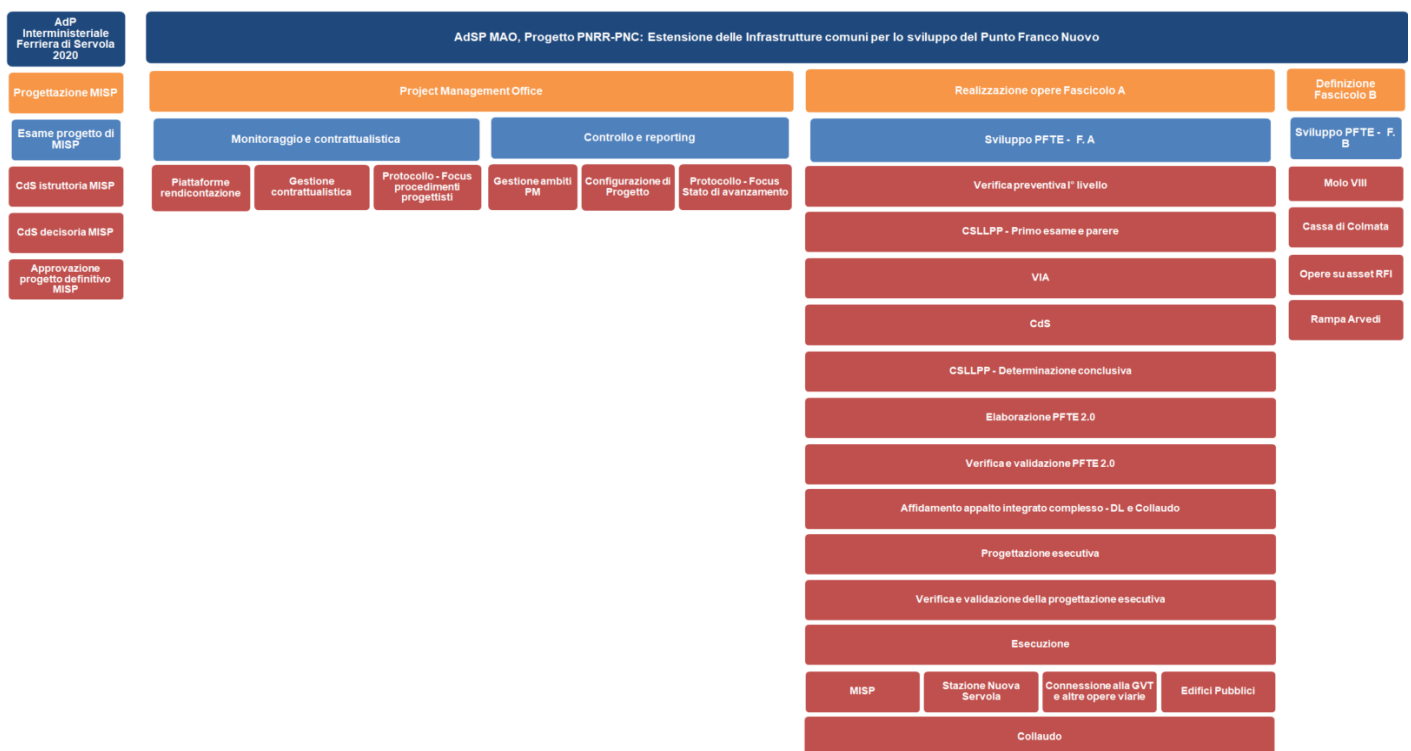 AdP
Interministeriale
Ferriera di Servola
2020
AdSP MAO, Progetto PNRR-PNC: Estensione delle Infrastrutture comuni per lo sviluppo del Punto Franco Nuovo
Progettazione MISP
Project Management Office
Realizzazione opere Fascicolo A
Definizione
Fascicolo B
Esame progetto di
MISP
Monitoraggio e contrattualistica
Controllo e reporting
Sviluppo PFTE - F. A
Sviluppo PFTE - F.
B
CdS istruttoria MISP
CdS decisoria MISP
Approvazione
progetto definitivo
MISP
Piattaforme
rendicontazione
Gestione
contrattualistica
Protocollo - Focus
procedimenti
progettisti
Gestione ambiti
PM
Configurazione di
Progetto
Protocollo - Focus
Stato di avanzamento
Verifica preventiva I° livello
CSLLPP - Primo esame e parere
VIA
CdS
CSLLPP - Determinazione conclusiva
Elaborazione PFTE 2.0
Verifica e validazione PFTE 2.0
Affidamento appalto integrato complesso - DL e Collaudo
Progettazione esecutiva
Verifica e validazione della progettazione esecutiva
Esecuzione
MISP
Stazione Nuova
Servola
Connessione alla GVT
e altre opere viarie
Edifici Pubblici
Collaudo
Molo VIII
Cassa di Colmata
Opere su asset RFI
Rampa Arvedi